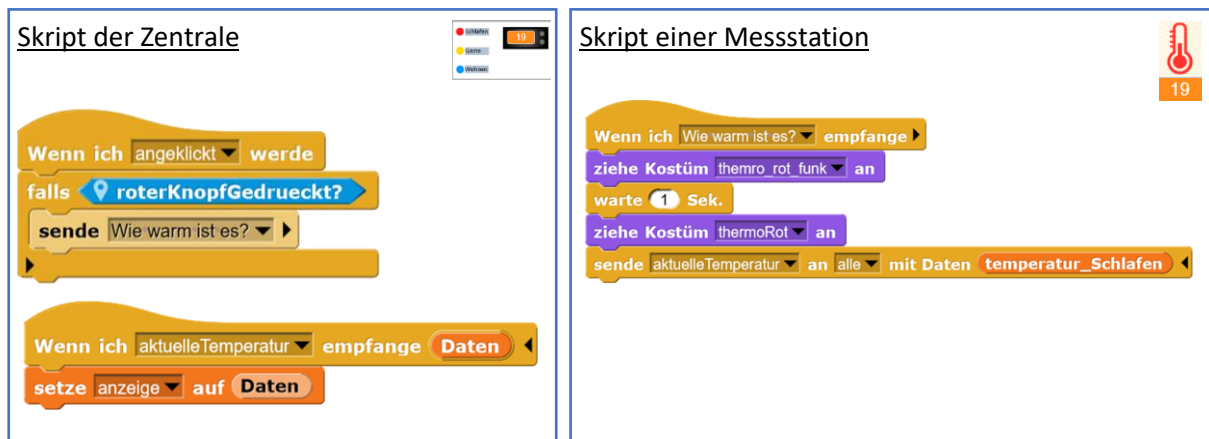 Skript der Zentrale
Schlafen
19
Gäste
Wohnen
Wenn ich angeklickt werde
falls roterKnopfGedrueckt?
sende Wie warm ist es?
Wenn ich aktuelleTemperatur empfange Daten
setze anzeige auf Daten
Skript einer Messstation
19
Wenn ich Wie warm ist es? empfange
ziehe Kostüm themro_rot_funk an
warte 1 Sek.
ziehe Kostüm thermoRot an
sende aktuelleTemperatur an alle mit Daten temperatur_Schlafen